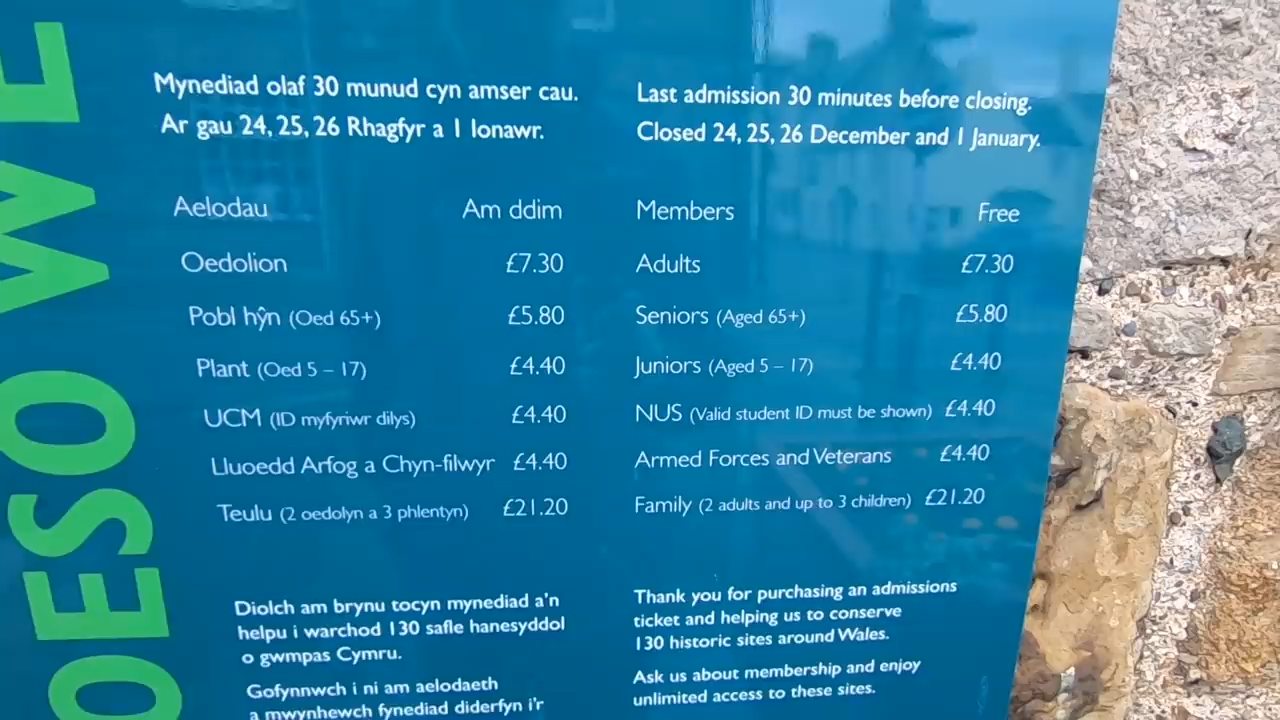 OESO WE
Mynediad olaf 30 munud cyn amser cau.
Ar gau 24, 25, 26 Rhagfyr a 1 Ionawr.
Aelodau Am ddim
Oedolion £7.30
Pobl hŷn (Oed 65+) £5.80
Plant (Oed 5 – 17) £4.40
UCM (ID myfyriwr dilys) £4.40
Lluoedd Arfog a Chyn-filwyr £4.40
Teulu (2 oedolyn a 3 phlentyn) £21.20
Diolch am brynu tocyn mynediad a'n
helpu i warchod 130 safle hanesyddol
o gwmpas Cymru.
Gofynnwch i ni am aelodaeth
a mwynhewch fynediad diderfyn i'r
Last admission 30 minutes before closing.
Closed 24, 25, 26 December and 1 January.
Members Free
Adults £7.30
Seniors (Aged 65+) £5.80
Juniors (Aged 5 – 17) £4.40
NUS (Valid student ID must be shown) £4.40
Armed Forces and Veterans £4.40
Family (2 adults and up to 3 children) £21.20
Thank you for purchasing an admissions
ticket and helping us to conserve
130 historic sites around Wales.
Ask us about membership and enjoy
unlimited access to these sites.